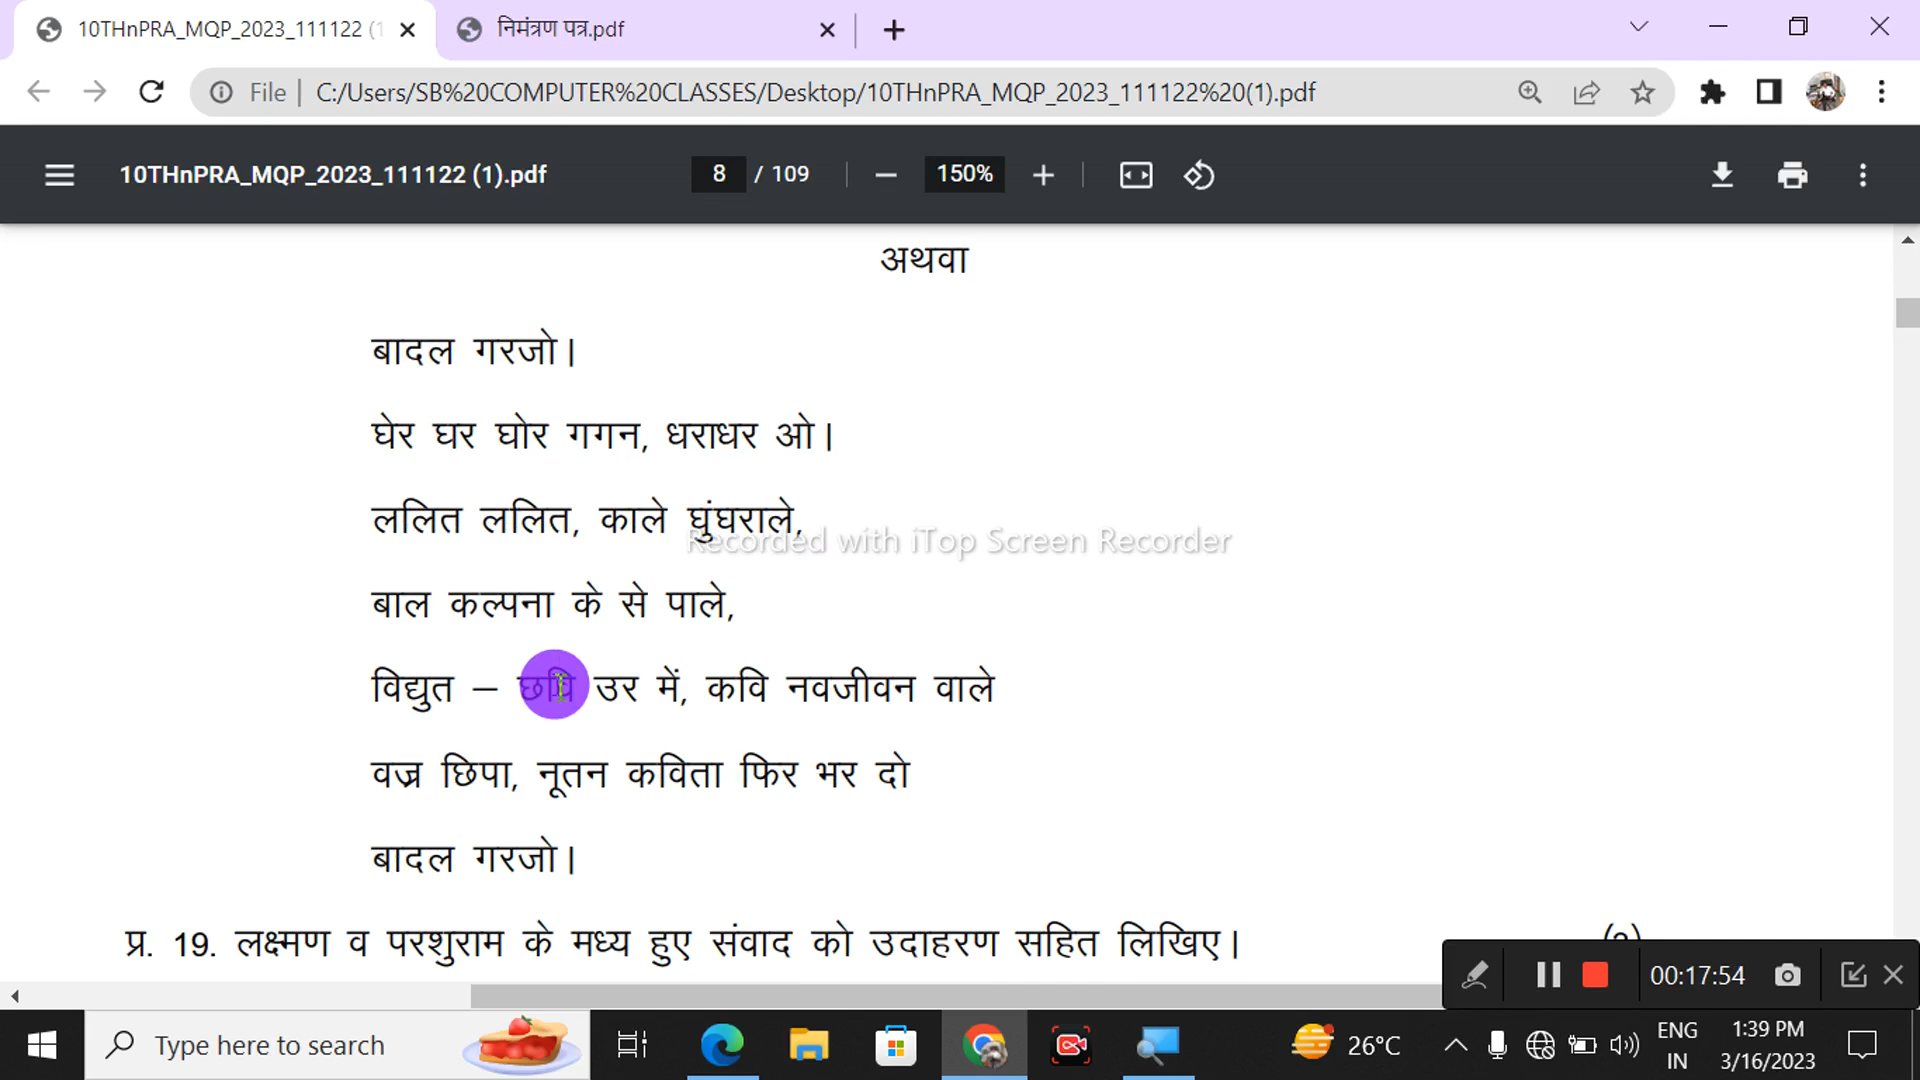 10THnPRA_MQP_2023_111122 (1
निमंत्रण पत्र.pdf
File
C:/Users/SB%20COMPUTER%20CLASSES/Desktop/10THnPRA_MQP_2023_111122%20(1).pdf
10THnPRA_MQP_2023_111122 (1).pdf
8 / 109
150%
अथवा
बादल गरजो।
घेर घर घोर गगन, धराधर ओ।
ललित ललित, काले घुंघराले,
Recorded with iTop Screen Recorder
बाल कल्पना के से पाले,
विद्युत – छवि उर में, कवि नवजीवन वाले
वज्र छिपा, नूतन कविता फिर भर दो
बादल गरजो।
प्र. 19. लक्ष्मण व परशुराम के मध्य हुए संवाद को उदाहरण सहित लिखिए।
00:17:54
Type here to search
26°C
ENG
IN
1:39 PM
3/16/2023